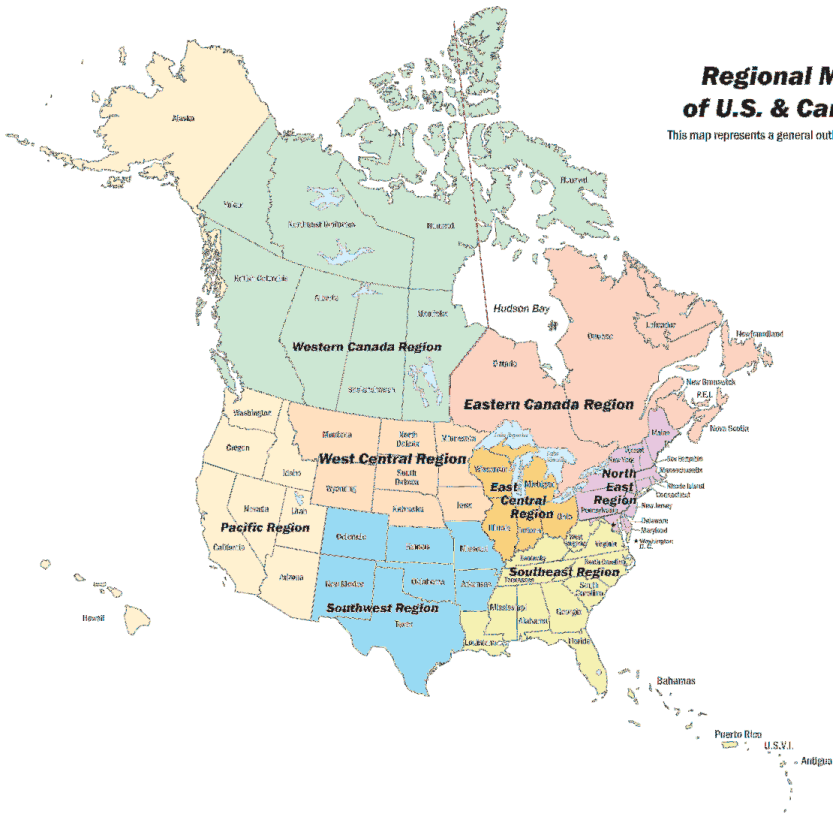 Regional M
of U.S. & Car
This map represents a general outl
Alaska
Yukon
Northwest Territories
Nunavut
Nunavut
British Columbia
Alberta
Manitoba
Saskatchewan
Hudson Bay
Western Canada Region
Ontario
Quebec
Labrador
Newfoundland
New Brunswick
P.E.I.
Nova Scotia
Eastern Canada Region
Washington
Oregon
Idaho
Nevada
Utah
California
Arizona
Pacific Region
Hawaii
Montana
North
Dakota
Minnesota
West Central Region
Wyoming
South
Dakota
Nebraska
Iowa
Wisconsin
Michigan
East
Central
Region
Illinois
Indiana
Ohio
Maine
New York
North
East
Region
Pennsylvania
New Hampshire
Massachusetts
Rhode Island
Connecticut
New Jersey
Delaware
Maryland
Washington
D.C.
Colorado
Kansas
Missouri
New Mexico
Oklahoma
Arkansas
Southwest Region
Texas
Kentucky
West
Virginia
Virginia
North Carolina
Southeast Region
Tennessee
South
Carolina
Mississippi
Alabama
Georgia
Louisiana
Florida
Bahamas
Puerto Rico
U.S.V.I.
Antigua